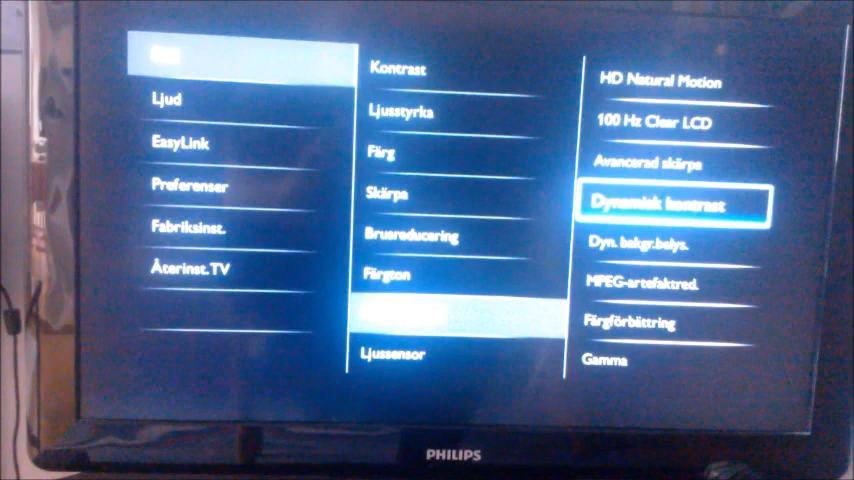 Ljud
EasyLink
Preferenser
Fabriksinst.
Återinst.TV
Kontrast
Ljusstyrka
Färg
Skärpa
Brusreducering
Färgton
Ljussensor
HD Natural Motion
100 Hz Clear LCD
Avancerad skärpa
Dynamisk kontrast
Dyn. bakgr.belys.
MPEG-artefaktred.
Färgförbättring
Gamma
PHILIPS